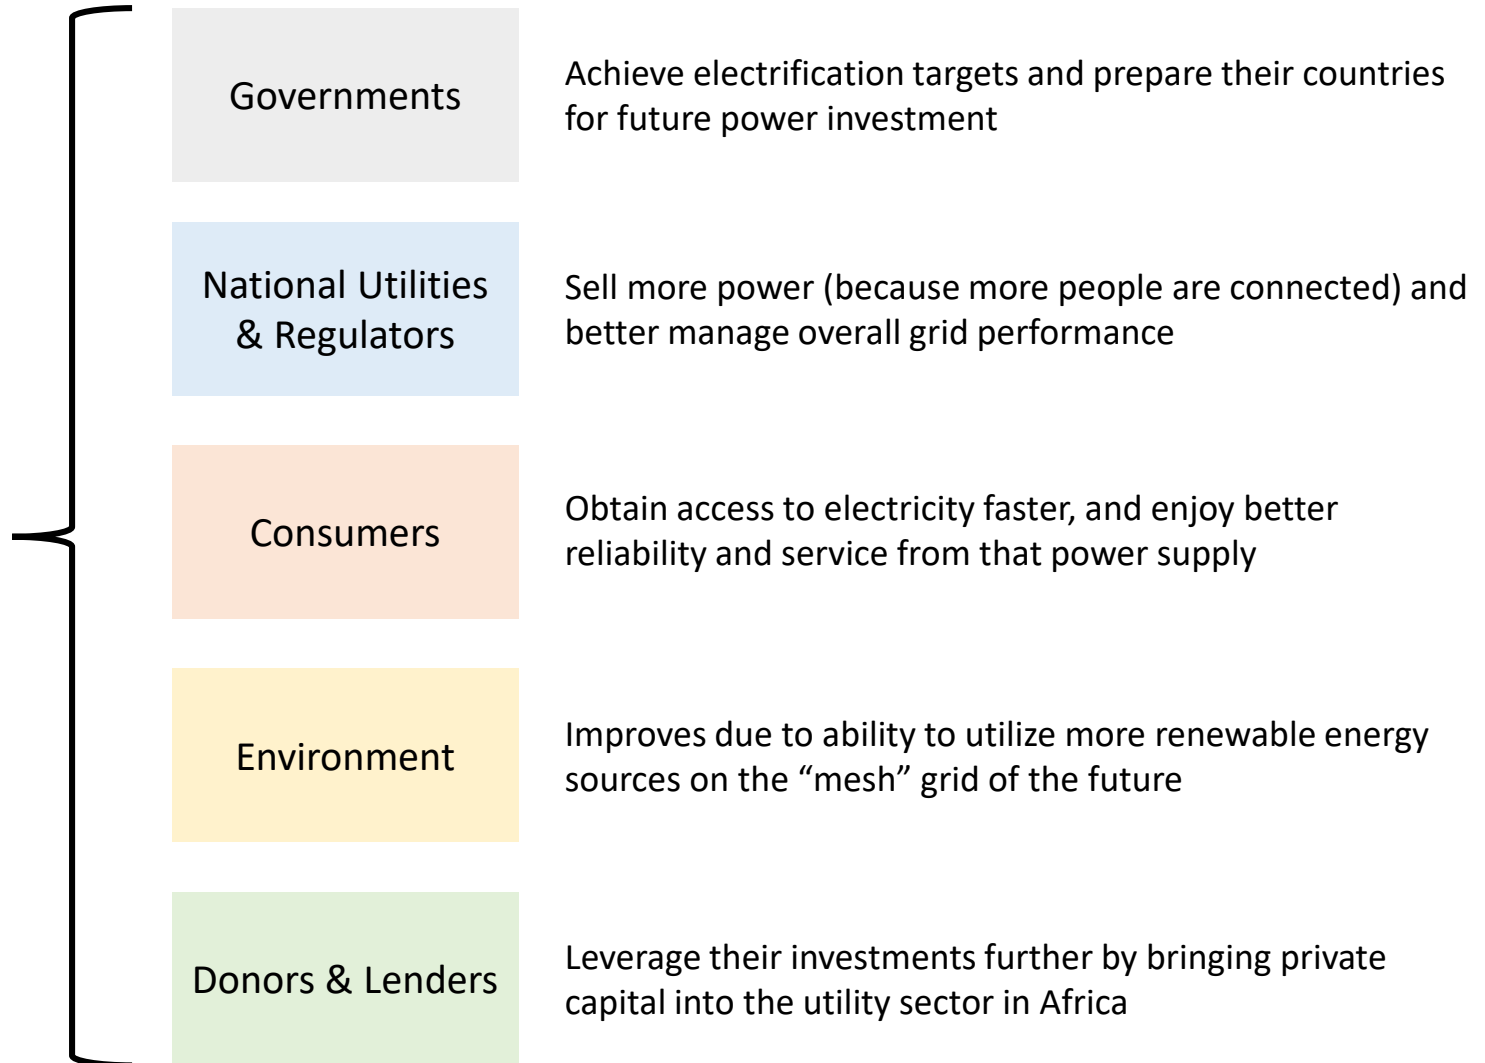 Governments
Achieve electrification targets and prepare their countries
for future power investment
National Utilities
& Regulators
Sell more power (because more people are connected) and
better manage overall grid performance
Consumers
Obtain access to electricity faster, and enjoy better
reliability and service from that power supply
Environment
Improves due to ability to utilize more renewable energy
sources on the “mesh” grid of the future
Donors & Lenders
Leverage their investments further by bringing private
capital into the utility sector in Africa